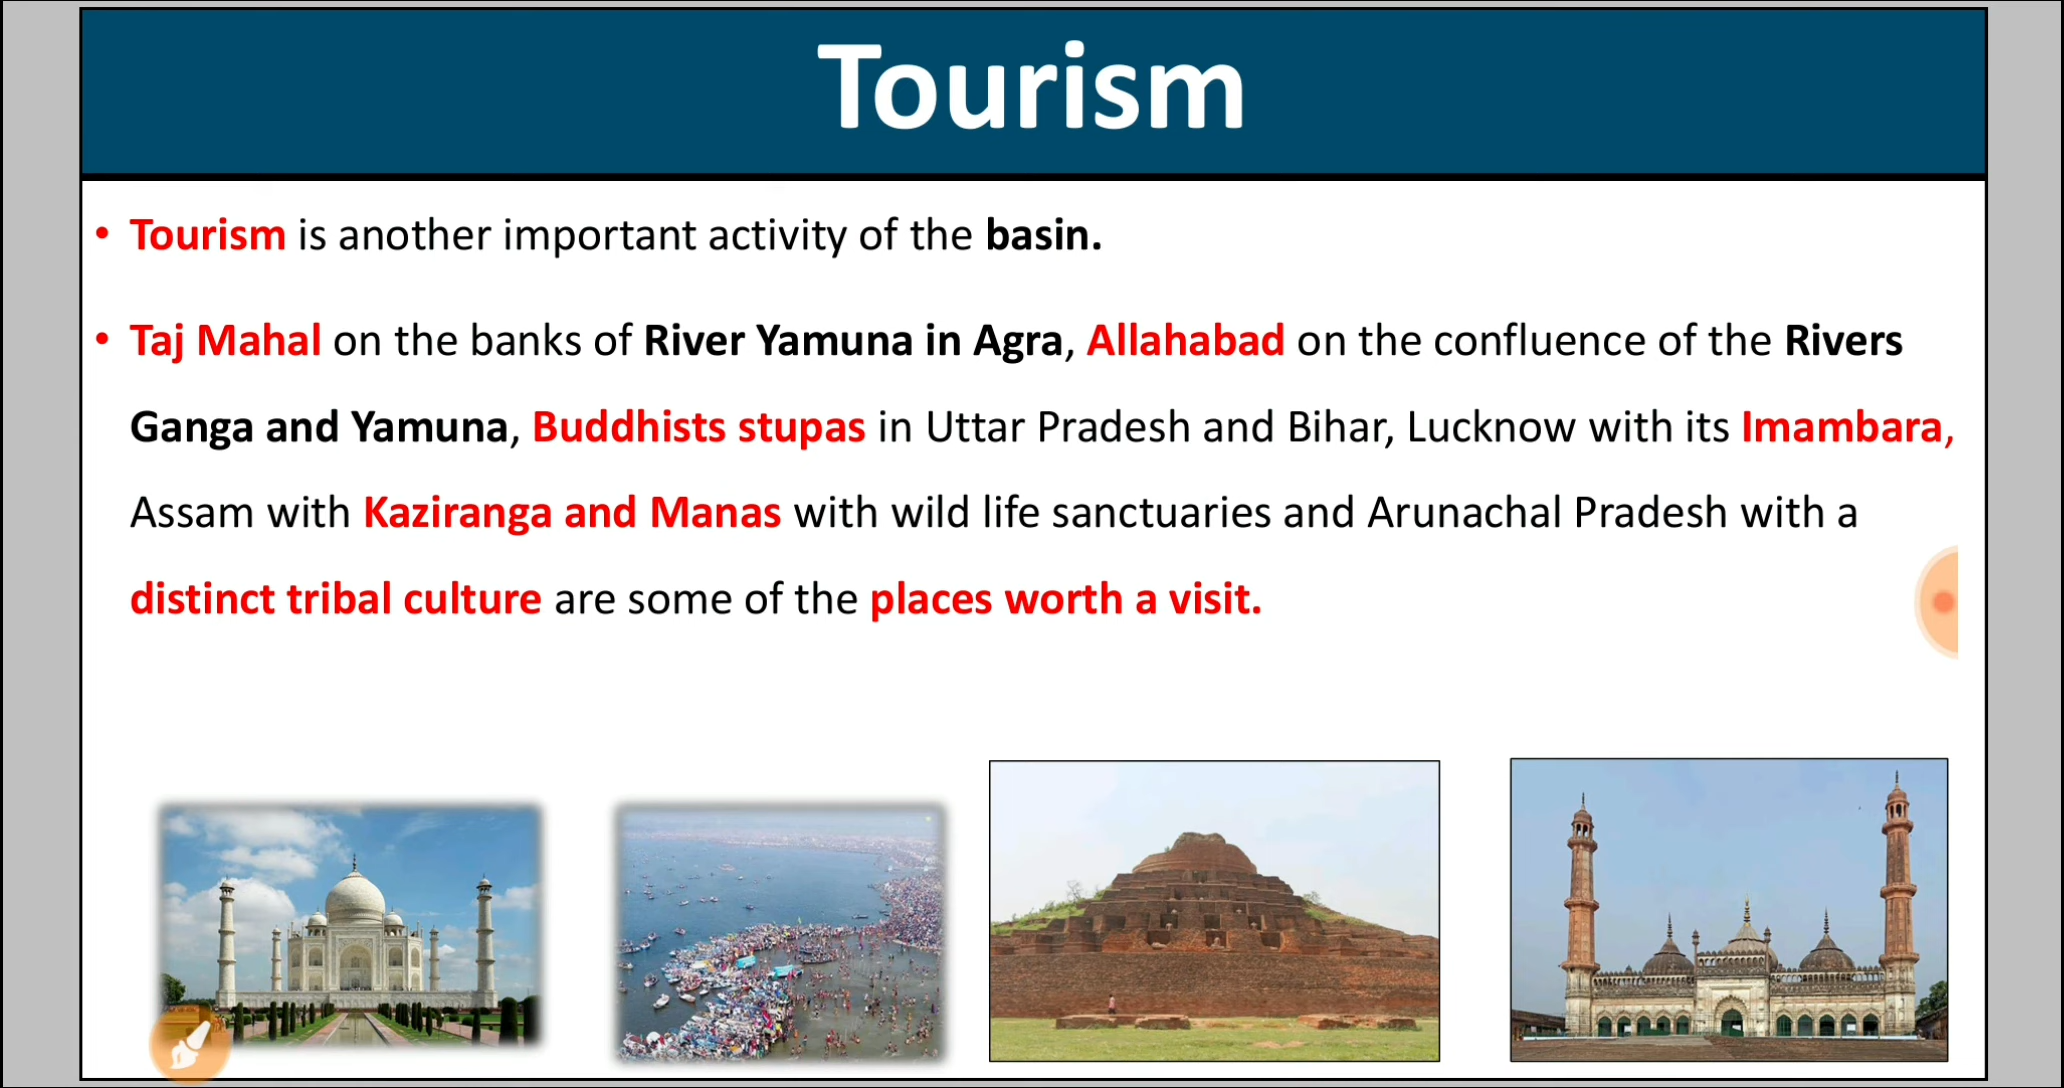 Tourism
• Tourism is another important activity of the basin.
• Taj Mahal on the banks of River Yamuna in Agra, Allahabad on the confluence of the Rivers
Ganga and Yamuna, Buddhists stupas in Uttar Pradesh and Bihar, Lucknow with its Imambara,
Assam with Kaziranga and Manas with wild life sanctuaries and Arunachal Pradesh with a
distinct tribal culture are some of the places worth a visit.